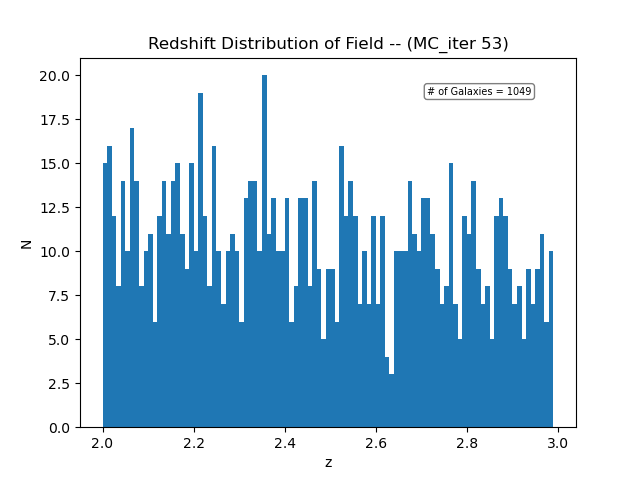 Redshift Distribution of Field -- (MC_iter 53)
# of Galaxies = 1049
20.0
17.5
15.0
12.5
10.0
7.5
5.0
2.5
0.0
N
2.0 2.2 2.4 2.6 2.8 3.0
z